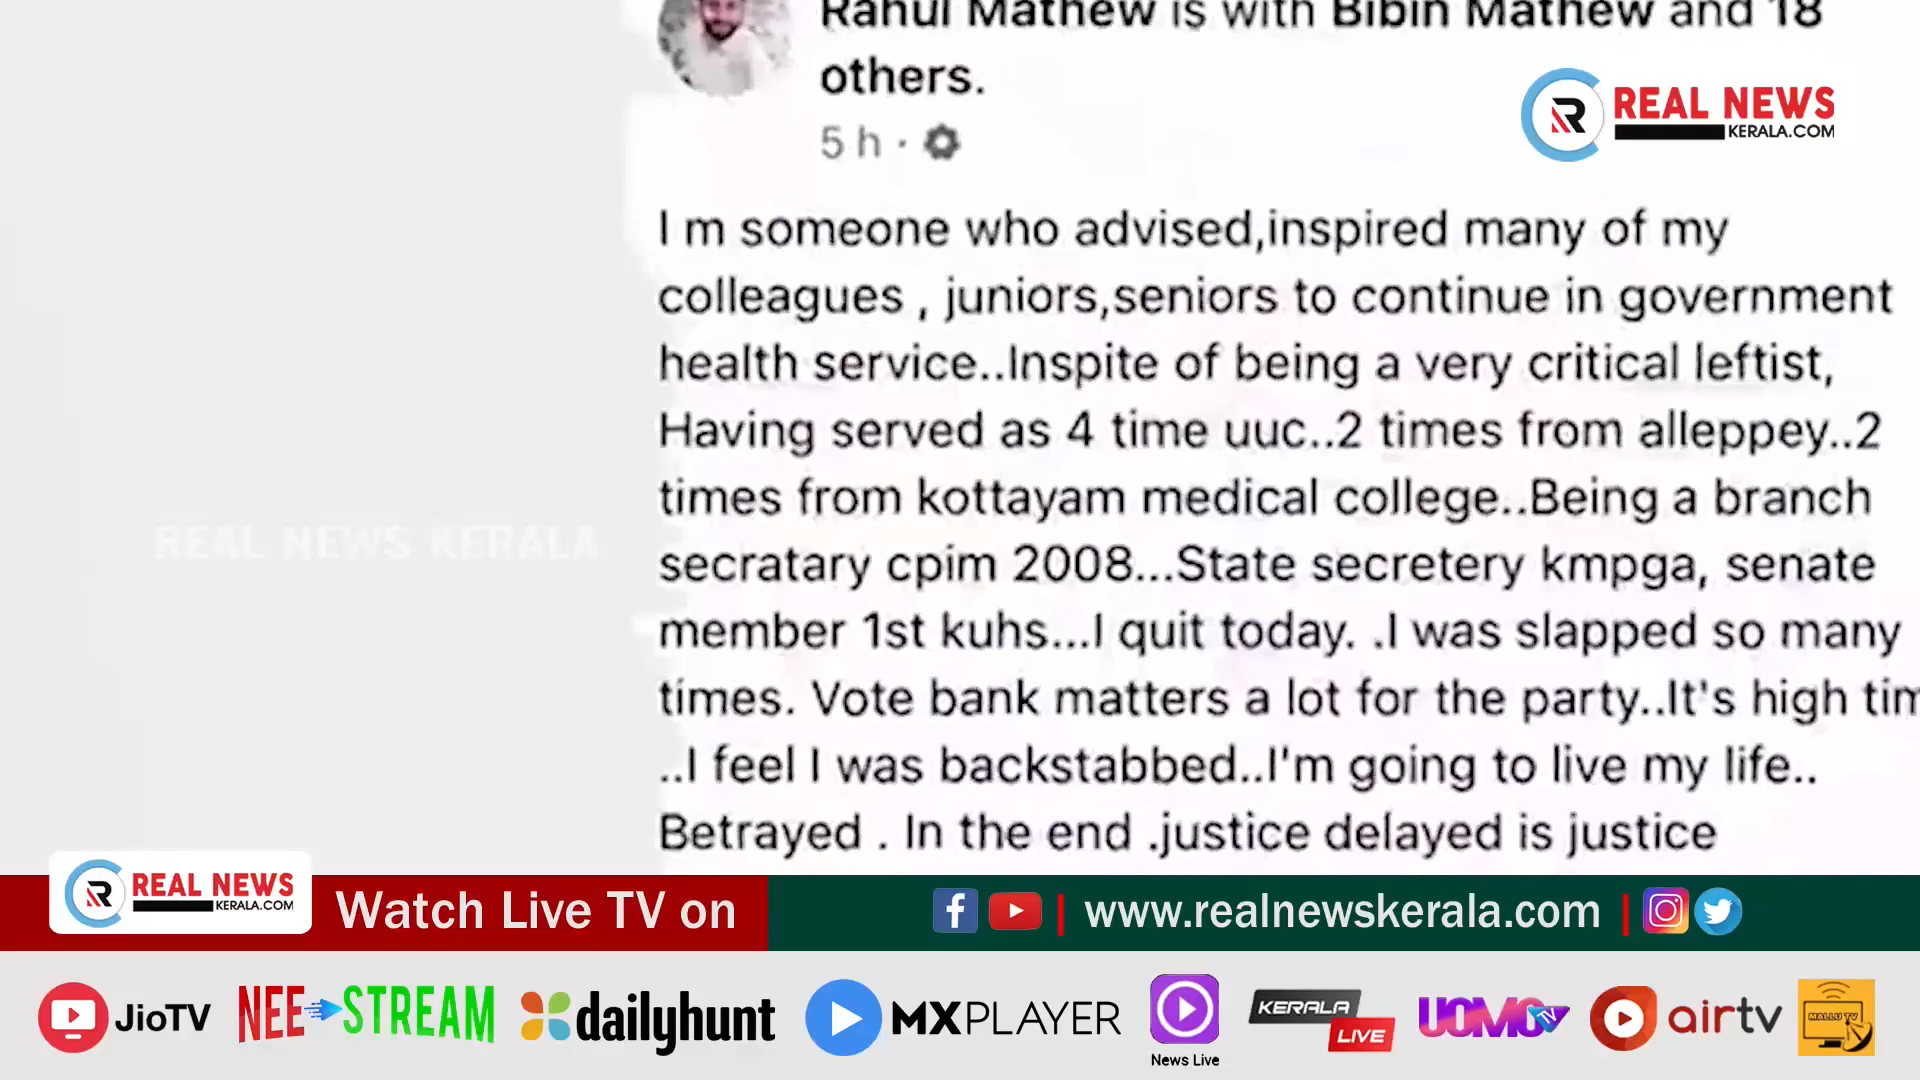 Rahul Mathew is with Bibin Mathew and 18
others.
5 h ·
REAL NEWS
KERALA.COM
I m someone who advised,inspired many of my
colleagues , juniors,seniors to continue in government
health service..Inspite of being a very critical leftist,
Having served as 4 time uuc..2 times from alleppey..2
times from kottayam medical college..Being a branch
secratary cpim 2008...State secretery kmpga, senate
member 1st kuhs...I quit today. .I was slapped so many
times. Vote bank matters a lot for the party..It's high tim
..I feel I was backstabbed..I'm going to live my life..
Betrayed . In the end .justice delayed is justice
REAL NEWS KERALA
REAL NEWS
KERALA.COM
Watch Live TV on
www.realnewskerala.com
JioTV
NEE STREAM
dailyhunt
MXPLAYER
News Live
KERALA
LIVE
UOMO TV
airtv
MALLU TV